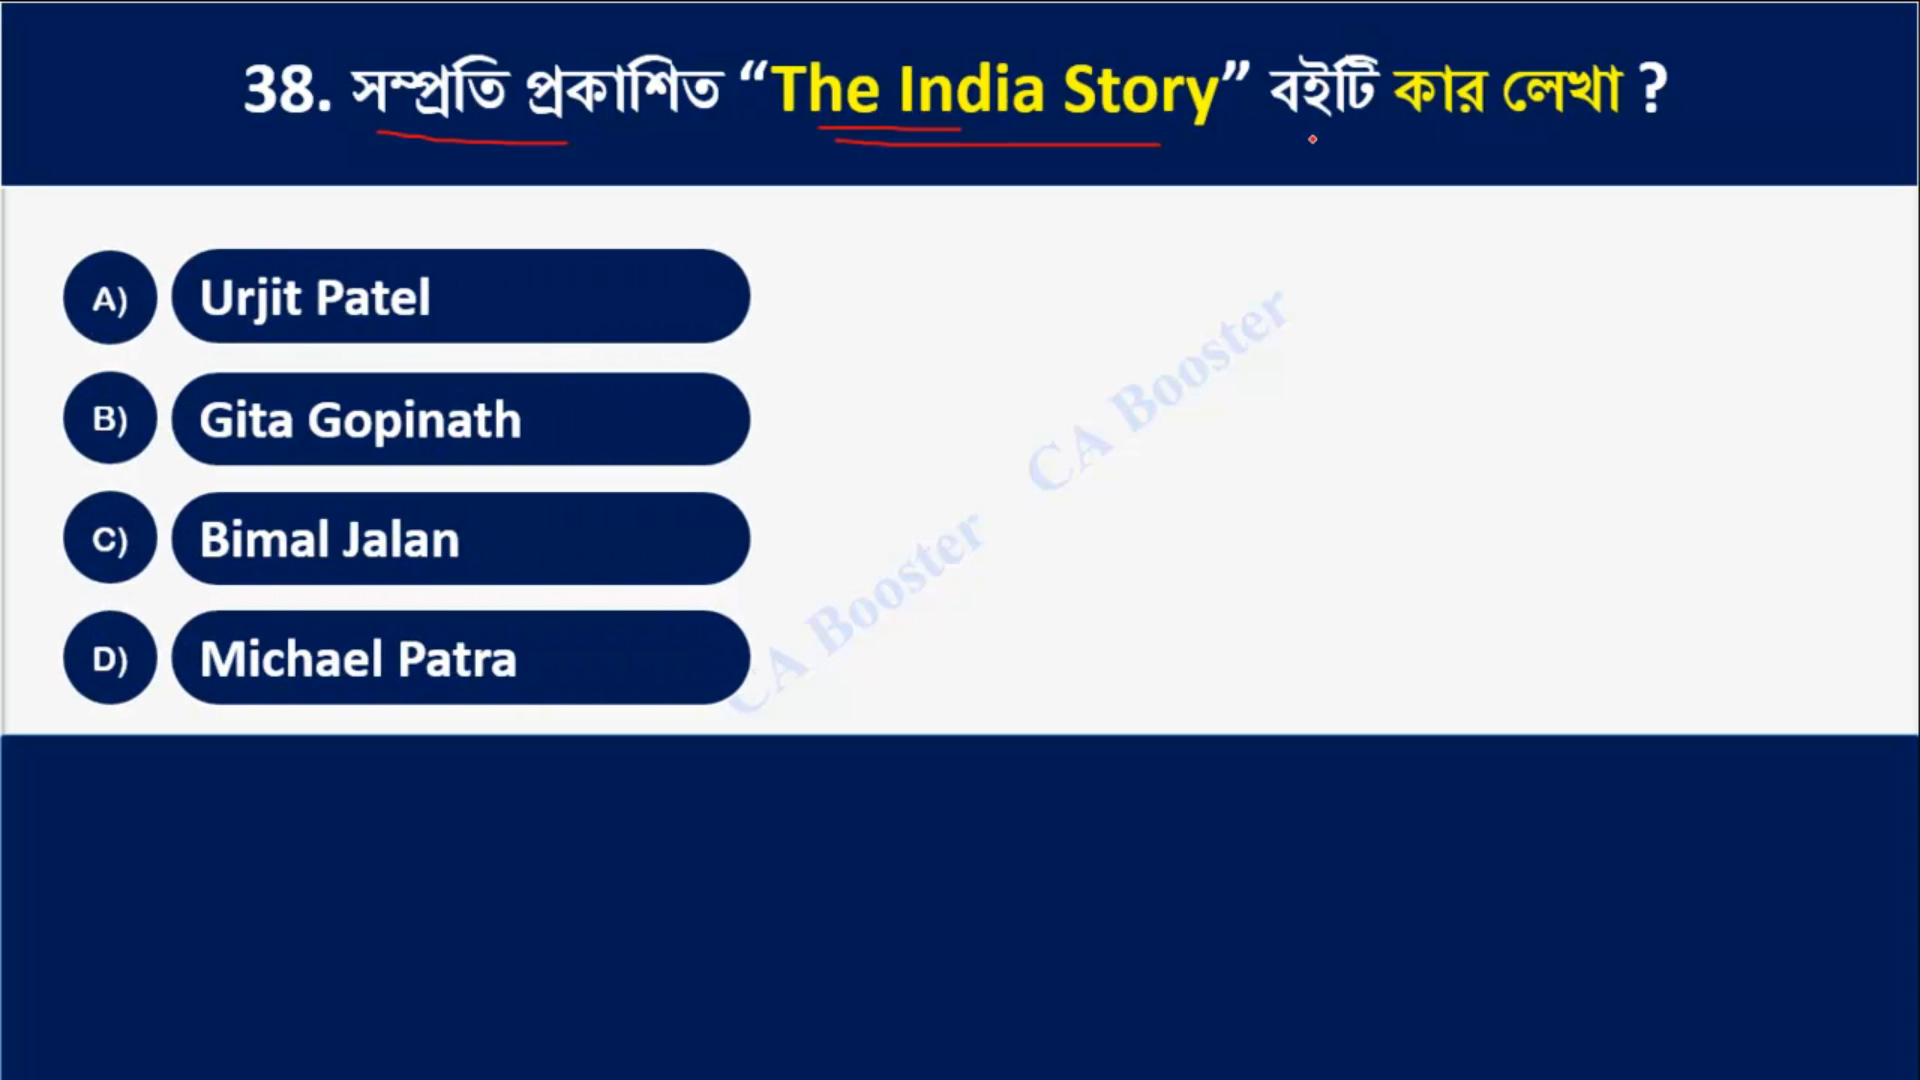 38. সম্প্রতি প্রকাশিত “The India Story” বইটি কার লেখা ?
A) Urjit Patel
B) Gita Gopinath
C) Bimal Jalan
D) Michael Patra
CA Booster
CA Booster